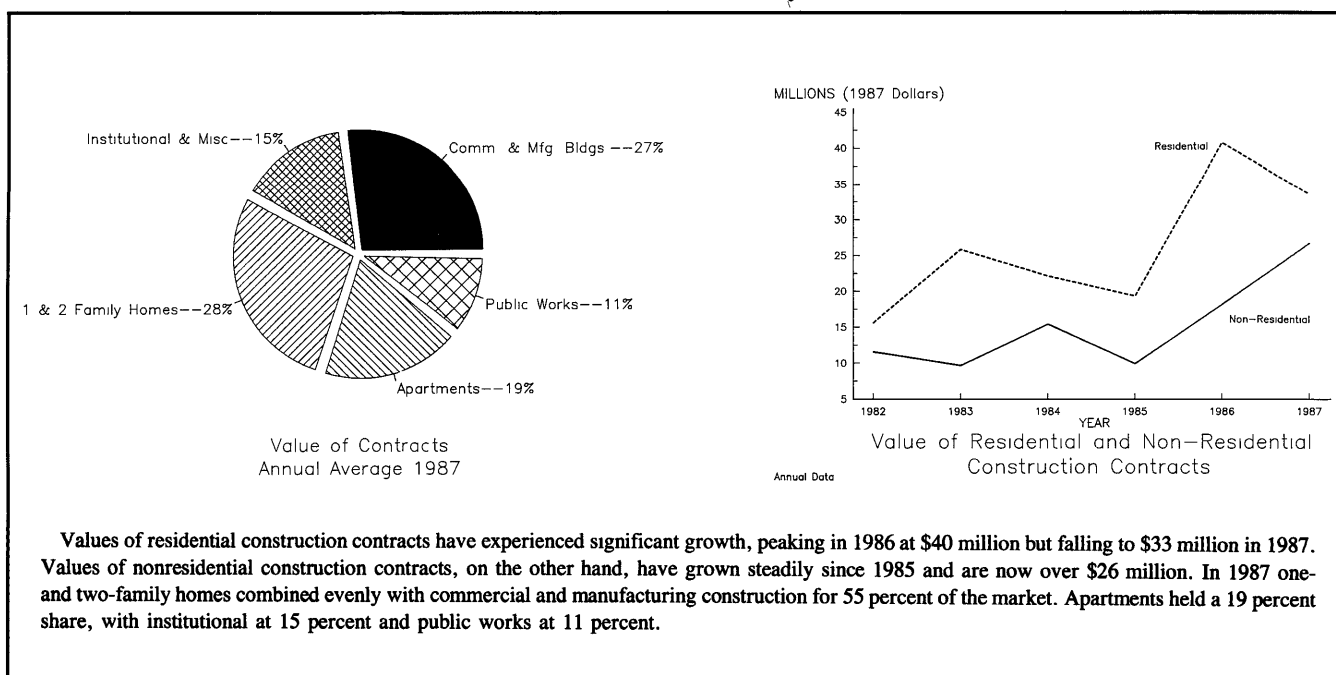 Institutional & Misc--15%
Comm & Mfg Bldgs --27%
1 & 2 Family Homes--28%
Public Works--11%
Apartments--19%
Value of Contracts
Annual Average 1987
MILLIONS (1987 Dollars)
45
40
35
30
25
20
15
10
5
Residential
Non-Residential
1982 1983 1984 1985 1986 1987
YEAR
Value of Residential and Non-Residential
Construction Contracts
Annual Data
Values of residential construction contracts have experienced significant growth, peaking in 1986 at $40 million but falling to $33 million in 1987.
Values of nonresidential construction contracts, on the other hand, have grown steadily since 1985 and are now over $26 million. In 1987 one-
and two-family homes combined evenly with commercial and manufacturing construction for 55 percent of the market. Apartments held a 19 percent
share, with institutional at 15 percent and public works at 11 percent.